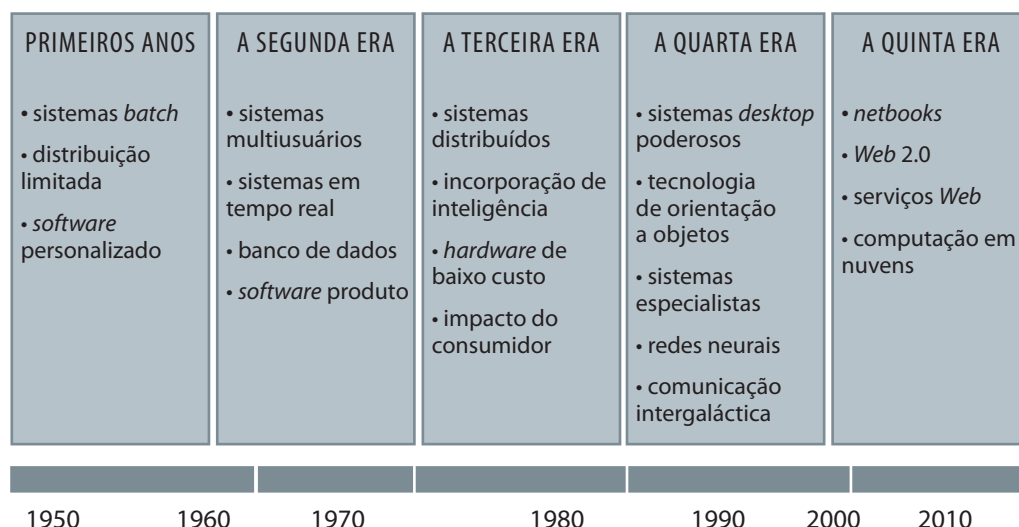 PRIMEIROS ANOS
• sistemas batch
• distribuição
limitada
• software
personalizado
A SEGUNDA ERA
• sistemas
multiusuários
• sistemas em
tempo real
• banco de dados
• software produto
A TERCEIRA ERA
• sistemas
distribuídos
• incorporação de
inteligência
• hardware de
baixo custo
• impacto do
consumidor
A QUARTA ERA
• sistemas desktop
poderosos
• tecnologia
de orientação
a objetos
• sistemas
especialistas
• redes neurais
• comunicação
intergaláctica
A QUINTA ERA
• netbooks
• Web 2.0
• serviços Web
• computação em
nuvens
1950 1960 1970 1980 1990 2000 2010